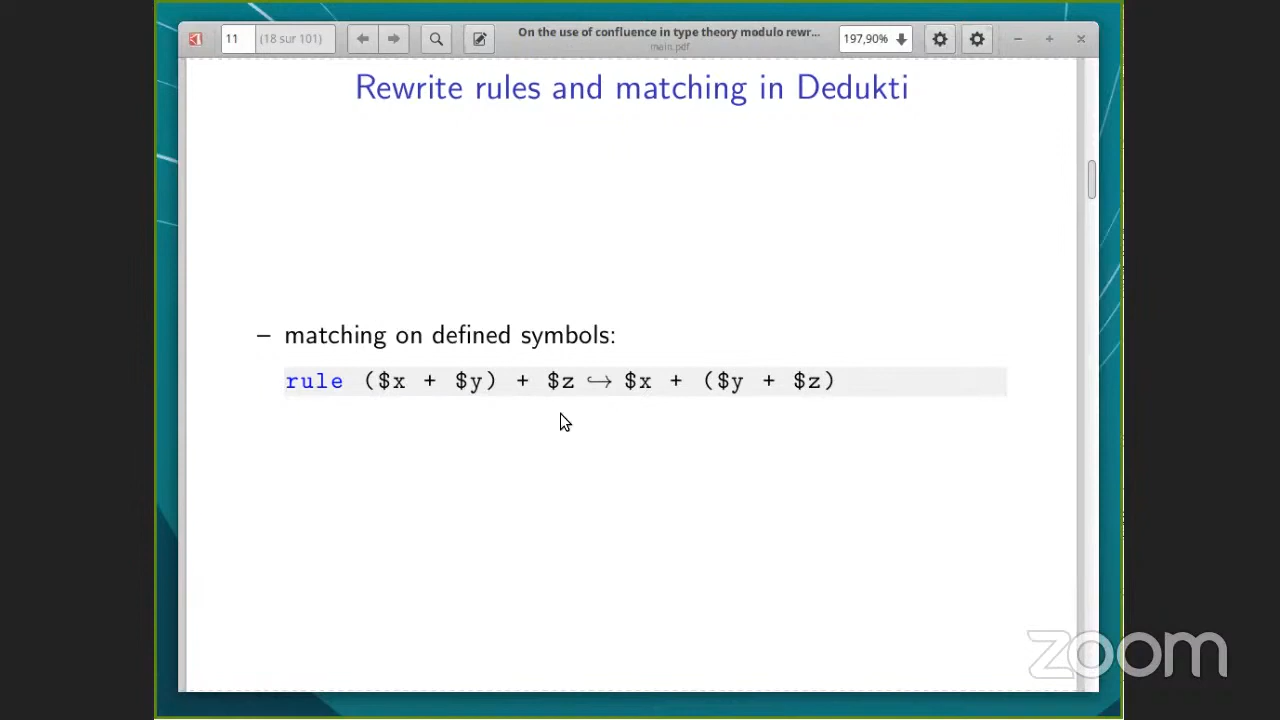 11 (18 sur 101) On the use of confluence in type theory modulo rewr... 197,90%
main.pdf
Rewrite rules and matching in Dedukti
– matching on defined symbols:
rule ($x + $y) + $z ↪ $x + ($y + $z)
zoom